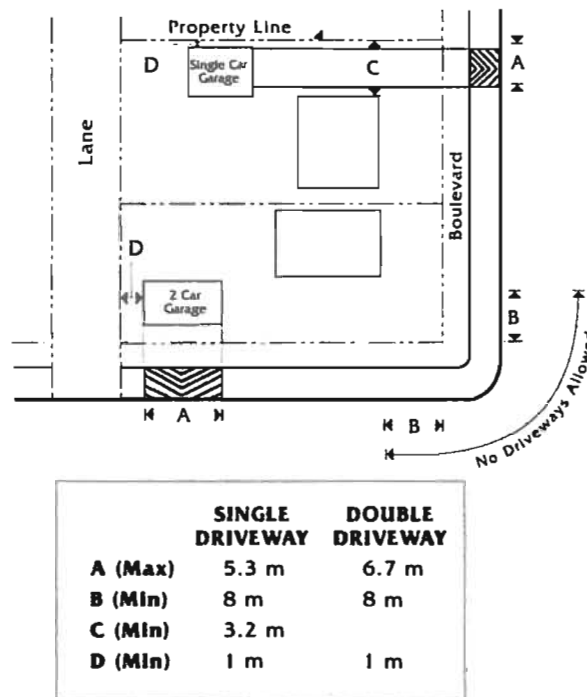 Property Line
D
Single Car
Garage
C
A
Lane
Boulevard
D
2 Car
Garage
B
A
B
No Driveways Allowed
SINGLE DOUBLE
DRIVEWAY DRIVEWAY
A (Max) 5.3 m 6.7 m
B (Min) 8 m 8 m
C (Min) 3.2 m
D (Min) 1 m 1 m